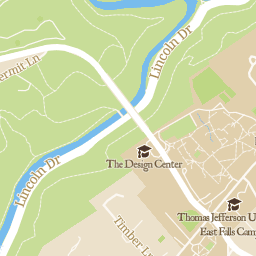 Lincoln Dr
The Design Center
Lincoln Dr
Thomas Jefferson U
East Falls Cam
Timber L